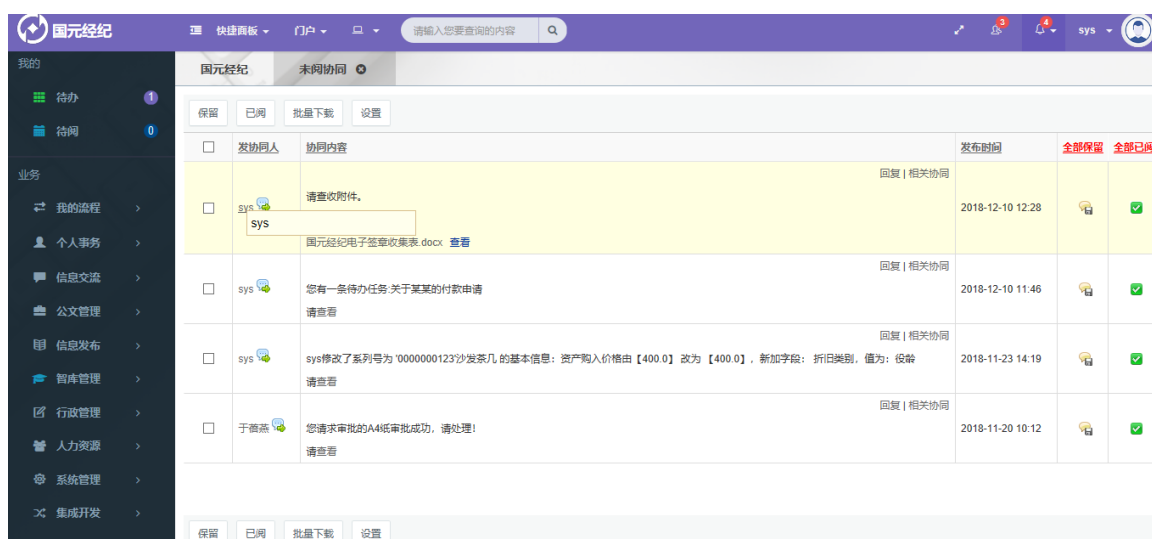 国元经纪
快捷面板
门户
请输入您要查询的内容
3
4
sys
我的
待办 1
待阅 0
业务
我的流程
个人事务
信息交流
公文管理
信息发布
智库管理
行政管理
人力资源
系统管理
集成开发
国元经纪 未阅协同
保留 已阅 批量下载 设置
发协同人 协同内容 发布时间 全部保留 全部已阅
回复 | 相关协同
sys 请查收附件。 2018-12-10 12:28
sys
国元经纪电子签章收集表.docx 查看
回复 | 相关协同
sys 您有一条待办任务:关于某某的付款申请 2018-12-10 11:46
请查看
回复 | 相关协同
sys sys修改了系列号为 '0000000123'沙发茶几 的基本信息：资产购入价格由【400.0】 改为 【400.0】, 新加字段： 折旧类别，值为：役龄 2018-11-23 14:19
请查看
回复 | 相关协同
于薇燕 您请求审批的A4纸审批成功，请处理! 2018-11-20 10:12
请查看
保留 已阅 批量下载 设置